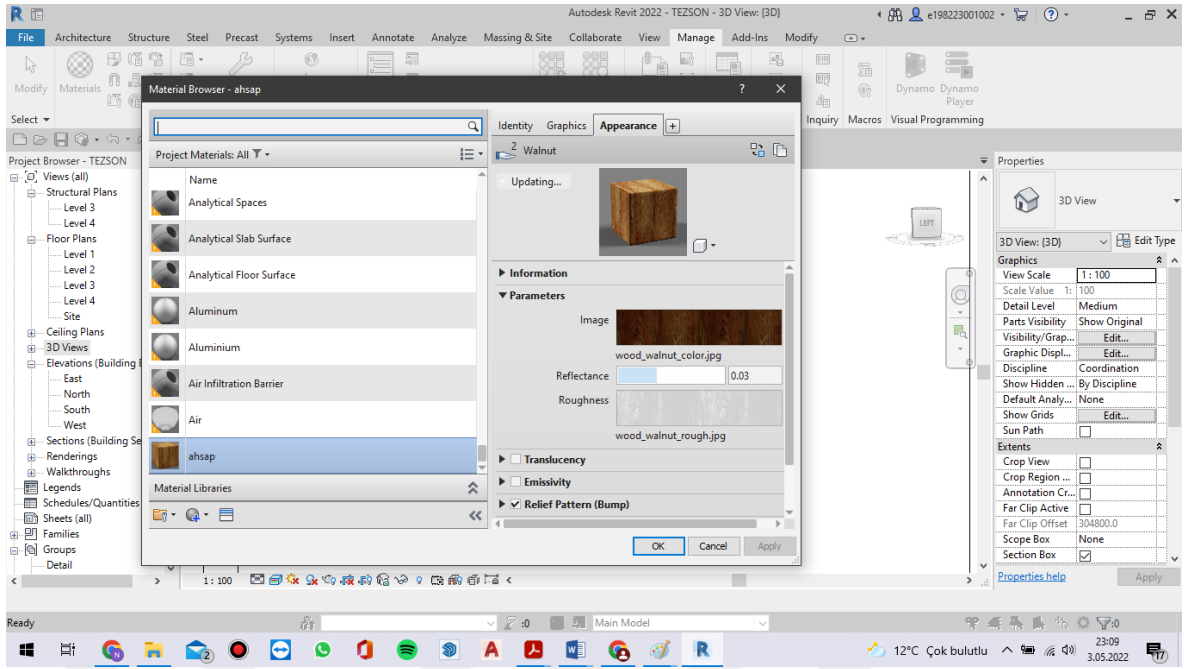 Autodesk Revit 2022 - TEZSON - 3D View: {3D}
e198223001002
File Architecture Structure Steel Precast Systems Insert Annotate Analyze Massing & Site Collaborate View Manage Add-Ins Modify
Modify Materials
Dynamo Dynamo Player
Select
Inquiry Macros Visual Programming
Project Browser - TEZSON
Views (all)
Structural Plans
Level 3
Level 4
Floor Plans
Level 1
Level 2
Level 3
Level 4
Site
Ceiling Plans
3D Views
Elevations (Building E
East
North
South
West
Sections (Building Se
Renderings
Walkthroughs
Legends
Schedules/Quantities
Sheets (all)
Families
Groups
Detail
Material Browser - ahsap
? X
Project Materials: All
Name
Analytical Spaces
Analytical Slab Surface
Analytical Floor Surface
Aluminum
Aluminium
Air Infiltration Barrier
Air
ahsap
Material Libraries
Identity Graphics Appearance +
2 Walnut
Updating...
Information
Parameters
Image
wood_walnut_color.jpg
Reflectance 0.03
Roughness
wood_walnut_rough.jpg
Translucency
Emissivity
Relief Pattern (Bump)
OK Cancel Apply
LEFT
Properties
3D View
3D View: {3D} Edit Type
Graphics
View Scale 1 : 100
Scale Value 1: 100
Detail Level Medium
Parts Visibility Show Original
Visibility/Grap... Edit...
Graphic Displ... Edit...
Discipline Coordination
Show Hidden ... By Discipline
Default Analy... None
Show Grids Edit...
Sun Path
Extents
Crop View
Crop Region ...
Annotation Cr...
Far Clip Active
Far Clip Offset 304800.0
Scope Box None
Section Box
Properties help Apply
1 : 100
Ready
:0
Main Model
:0
12°C Çok bulutlu
23:09
3.05.2022
17